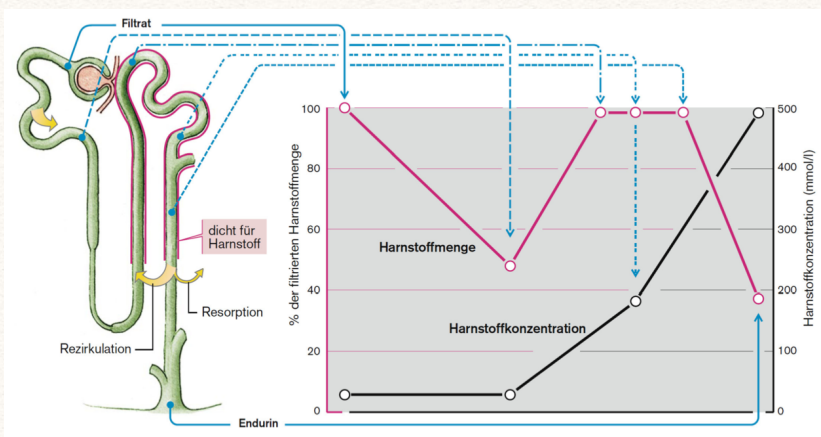 Filtrat
dicht für
Harnstoff
Resorption
Rezirkulation
Endurin
% der filtrierten Harnstoffmenge
100
80
60
40
20
0
Harnstoffmenge
Harnstoffkonzentration
500
400
300
200
100
0
Harnstoffkonzentration (mmol/l)